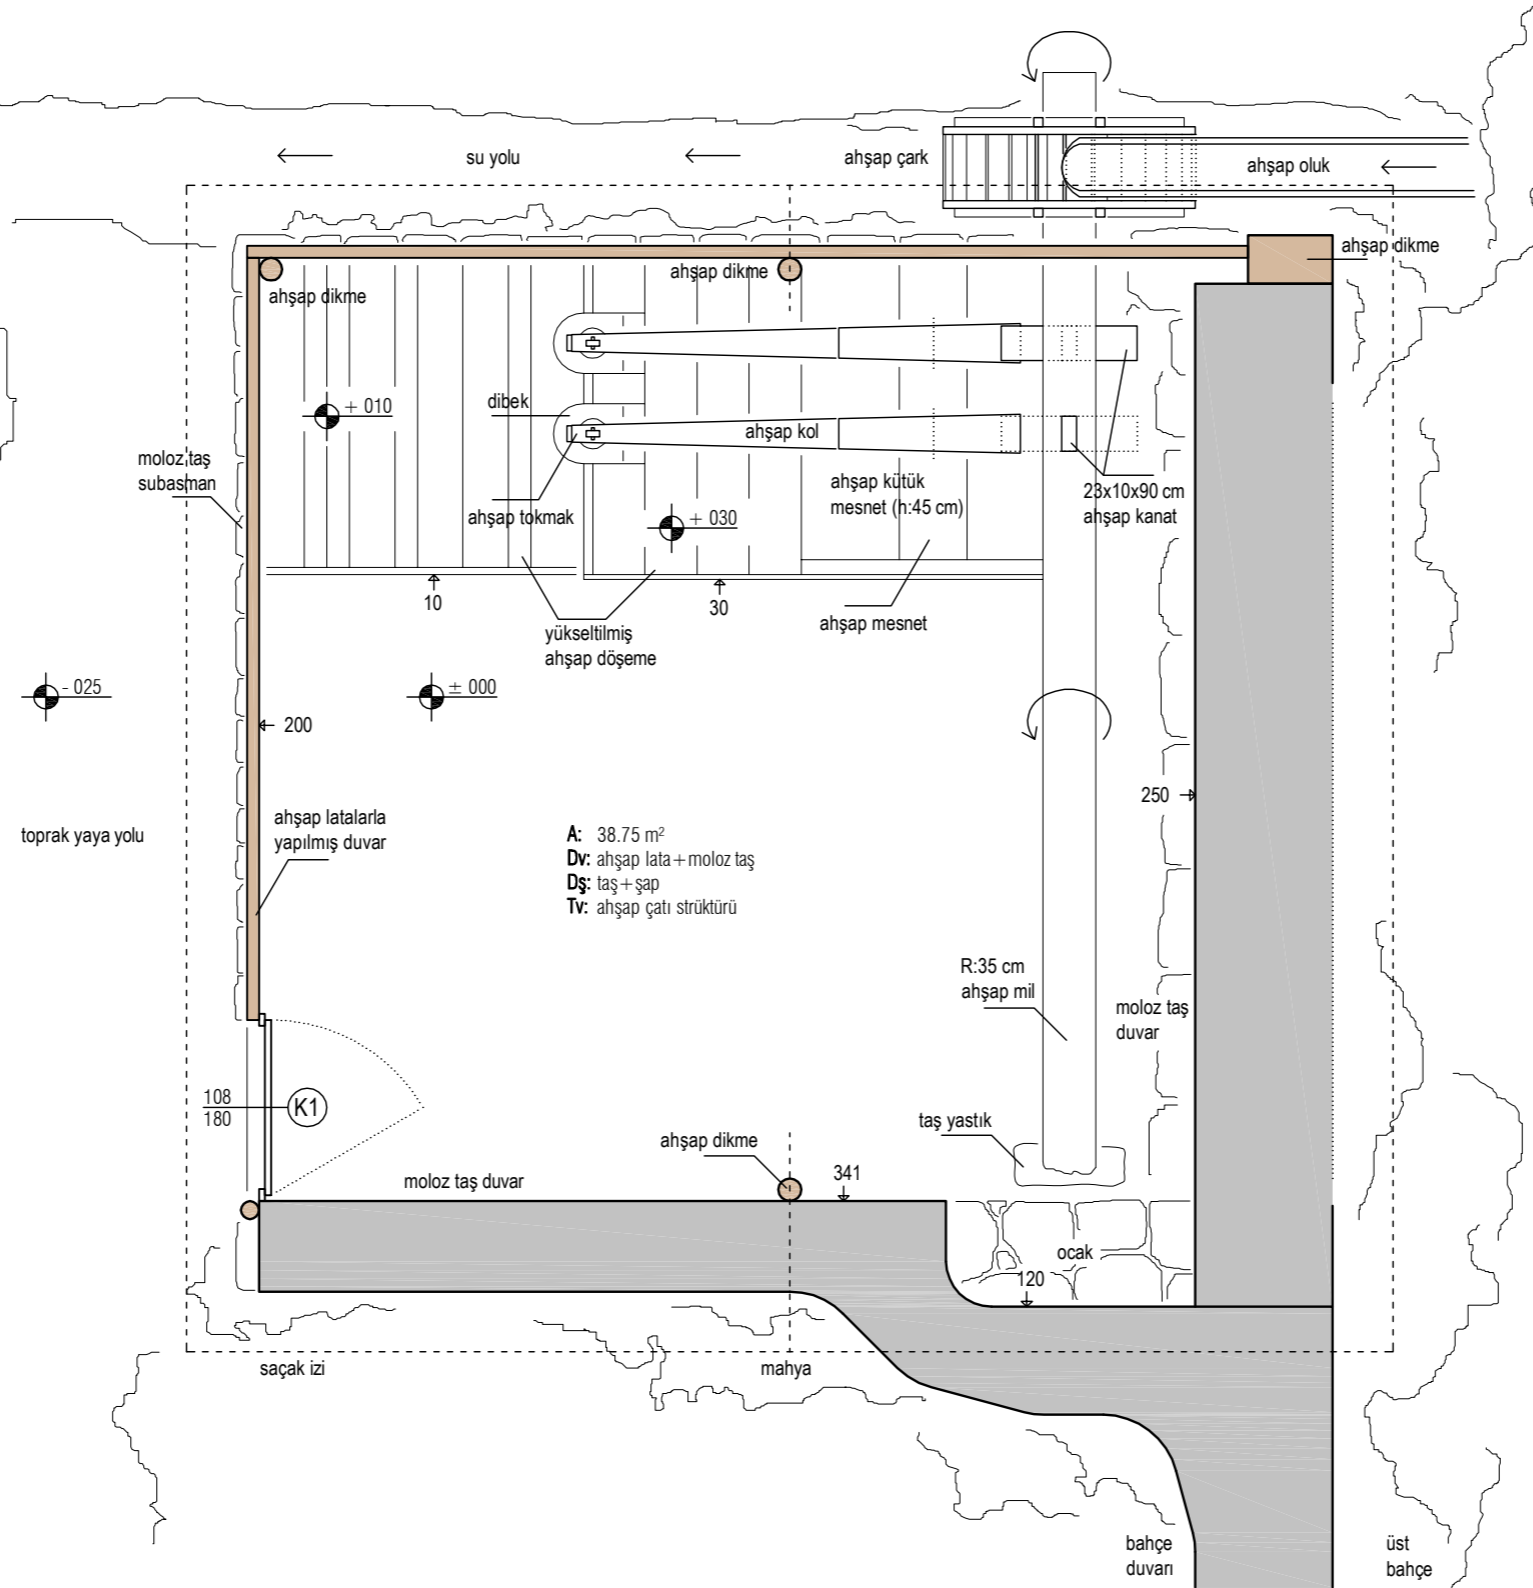 su yolu
ahşap çark
ahşap oluk
ahşap dikme
ahşap dikme
ahşap dikme
+ 010
dibek
ahşap kol
moloz taş
subasman
ahşap kütük
mesnet (h:45 cm)
23x10x90 cm
ahşap kanat
ahşap tokmak
+ 030
10
30
ahşap mesnet
yükseltilmiş
ahşap döşeme
- 025
± 000
200
250
toprak yaya yolu
ahşap latalarla
yapılmış duvar
A: 38.75 m²
Dv: ahşap lata+moloz taş
Dş: taş+şap
Tv: ahşap çatı strüktürü
R:35 cm
ahşap mil
moloz taş
duvar
108
180
K1
taş yastık
ahşap dikme
341
moloz taş duvar
ocak
120
saçak izi
mahya
bahçe
duvarı
üst
bahçe